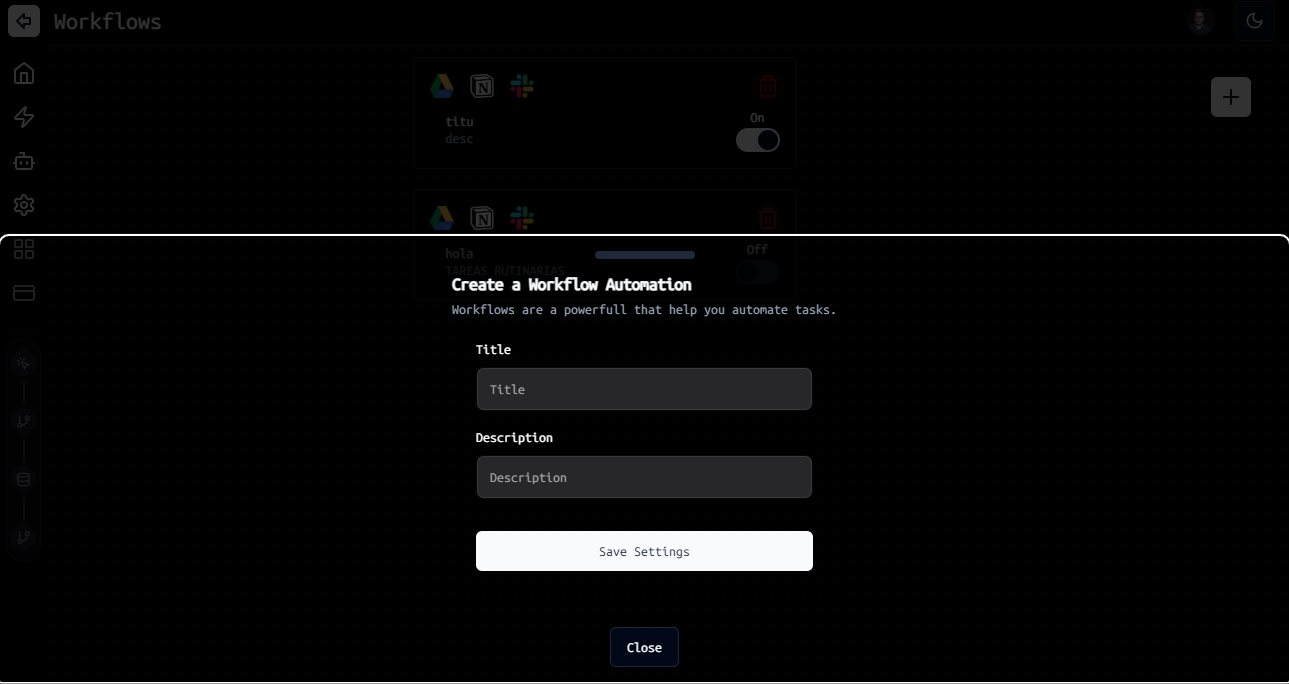 Workflows
titu
desc
On
hola
TAREAS RUTINARIAS
Off
Create a Workflow Automation
Workflows are a powerfull that help you automate tasks.
Title
Title
Description
Description
Save Settings
Close